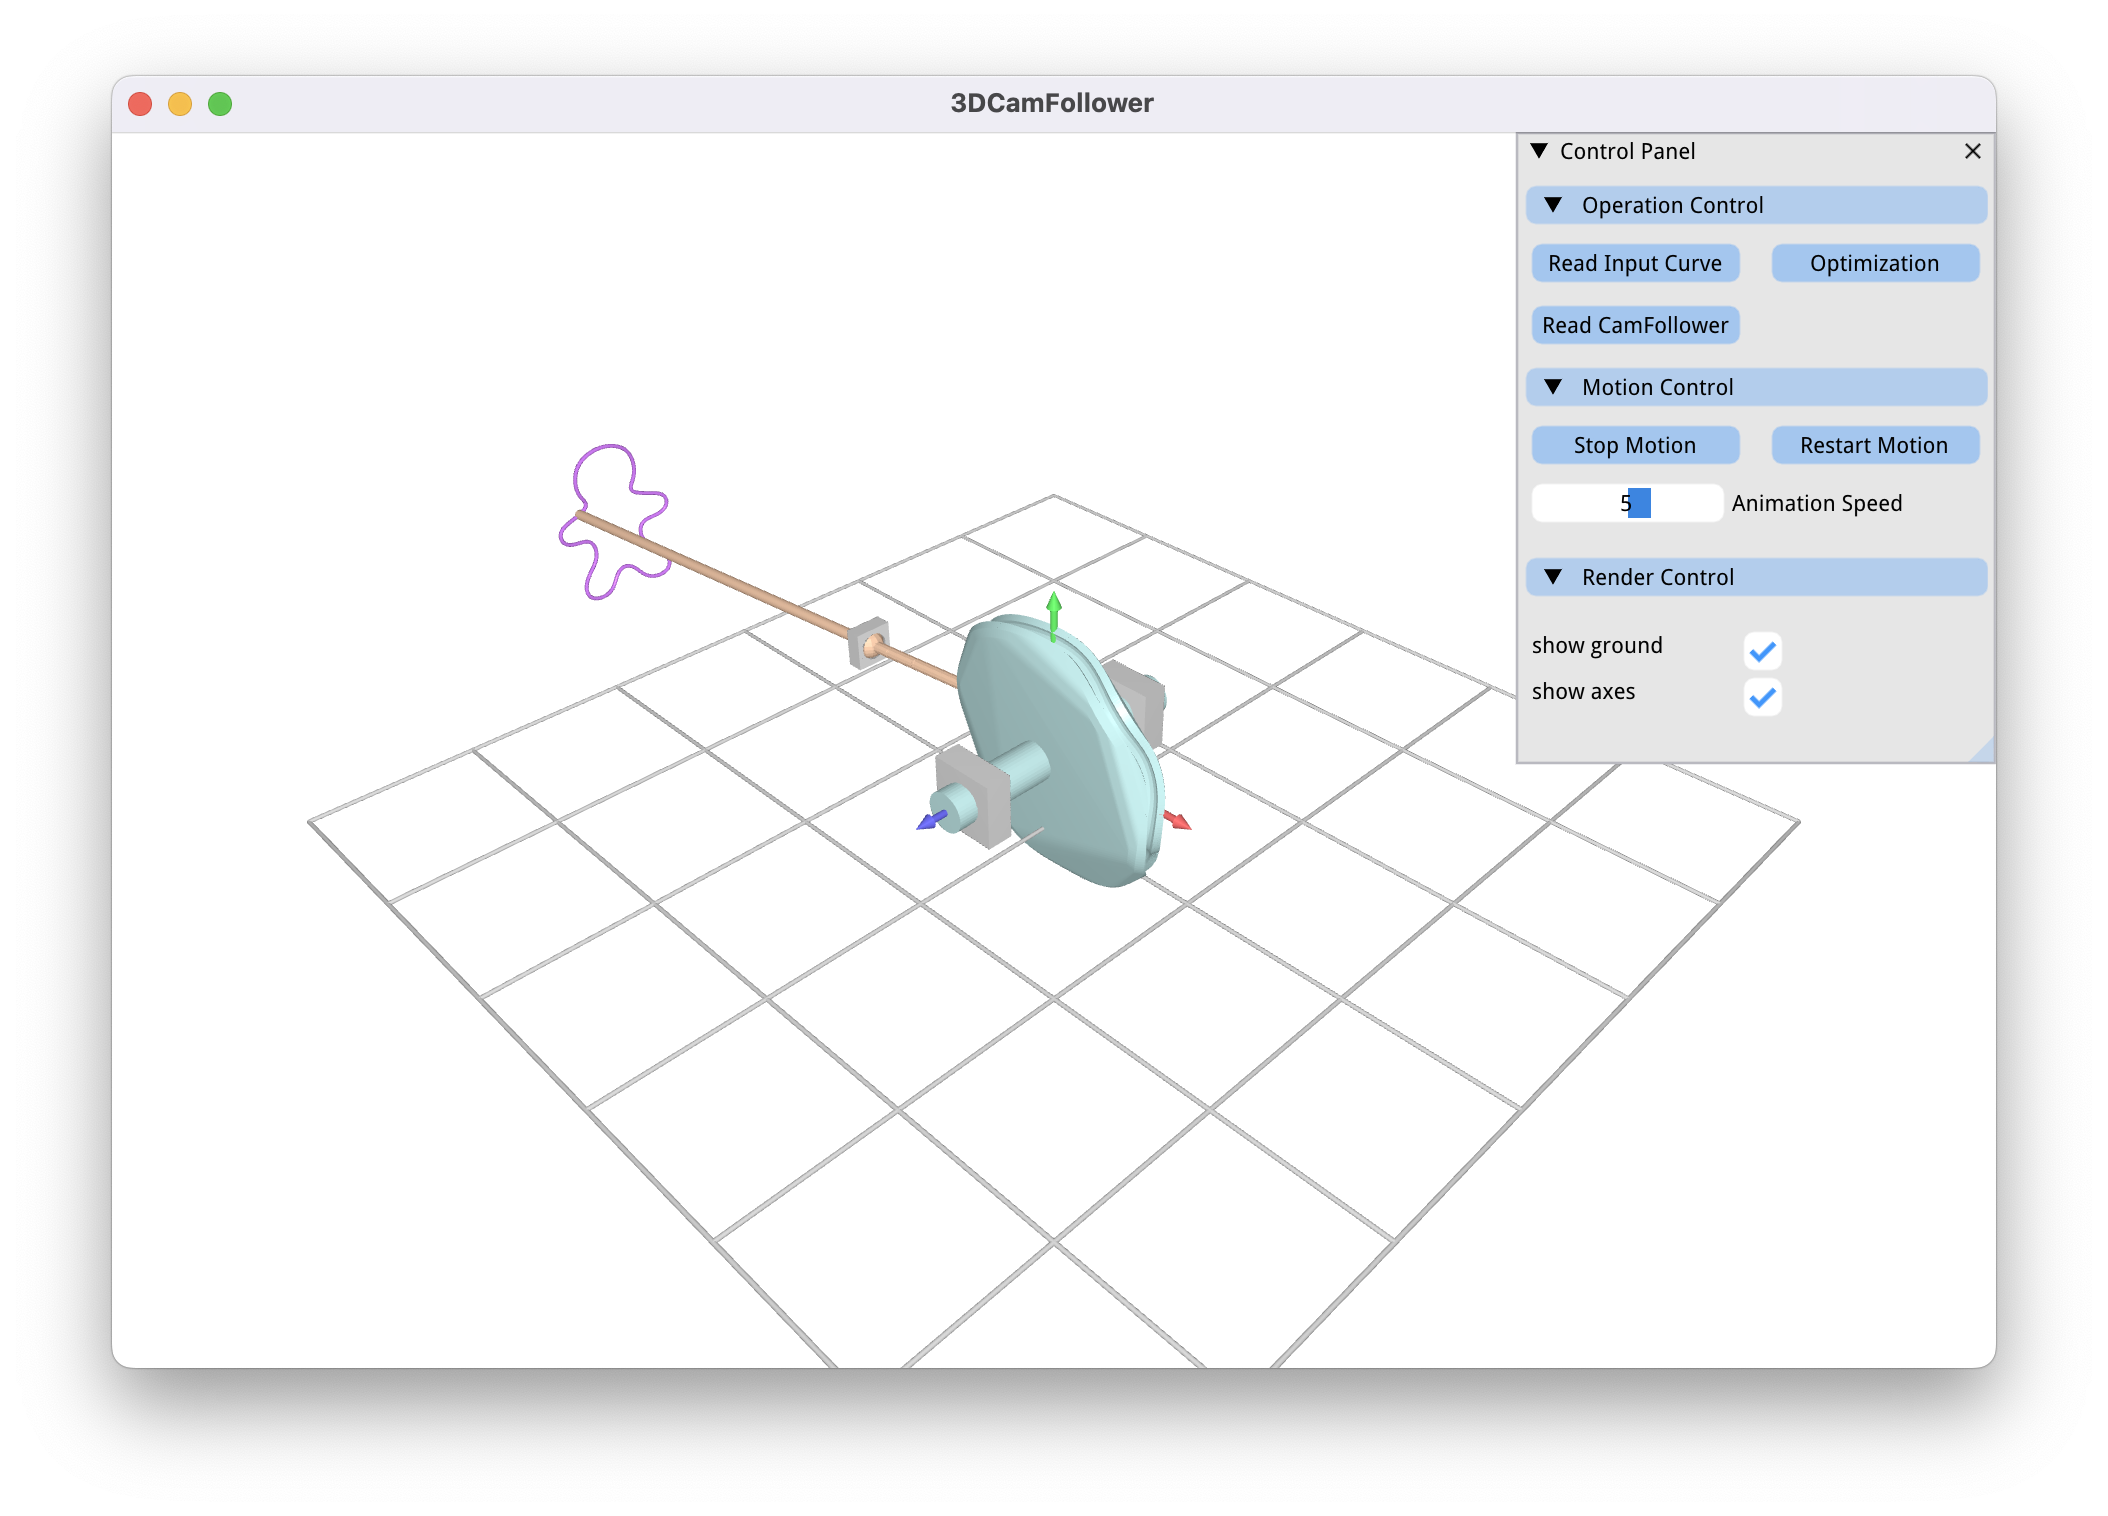 3DCamFollower
Control Panel
Operation Control
Read Input Curve
Optimization
Read CamFollower
Motion Control
Stop Motion
Restart Motion
5 Animation Speed
Render Control
show ground
show axes